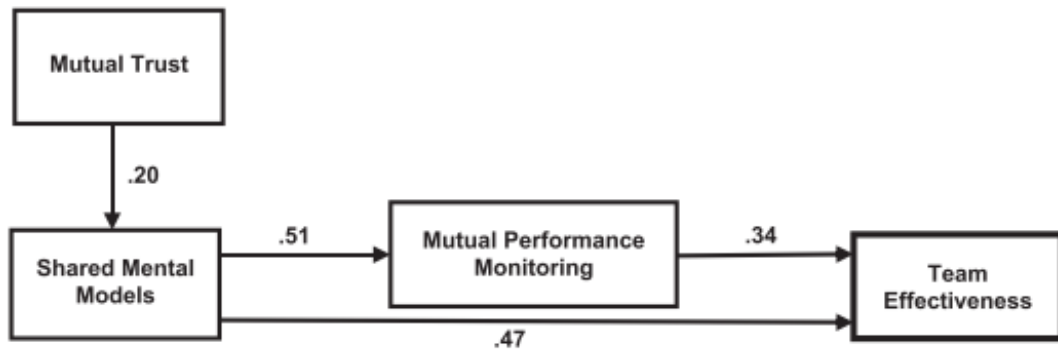 Mutual Trust
.20
Shared Mental
Models
.51
Mutual Performance
Monitoring
.34
Team
Effectiveness
.47